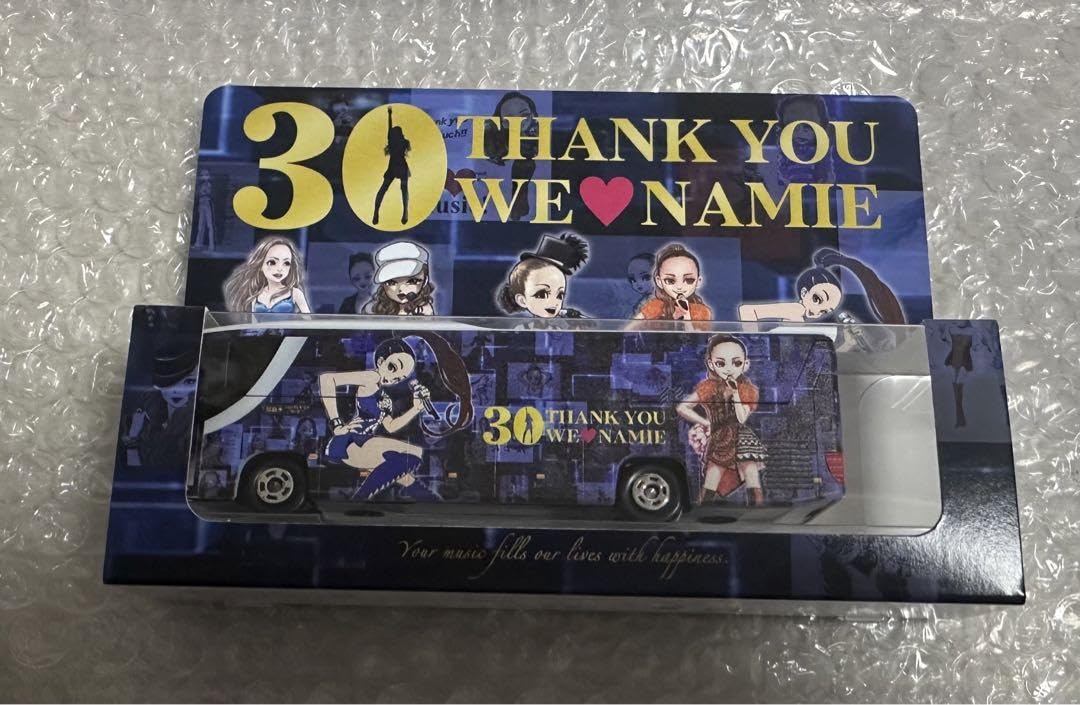 30 THANK YOU
WE♥NAMIE
30 THANK YOU
WE♥NAMIE
Your music fills our lives with happiness.